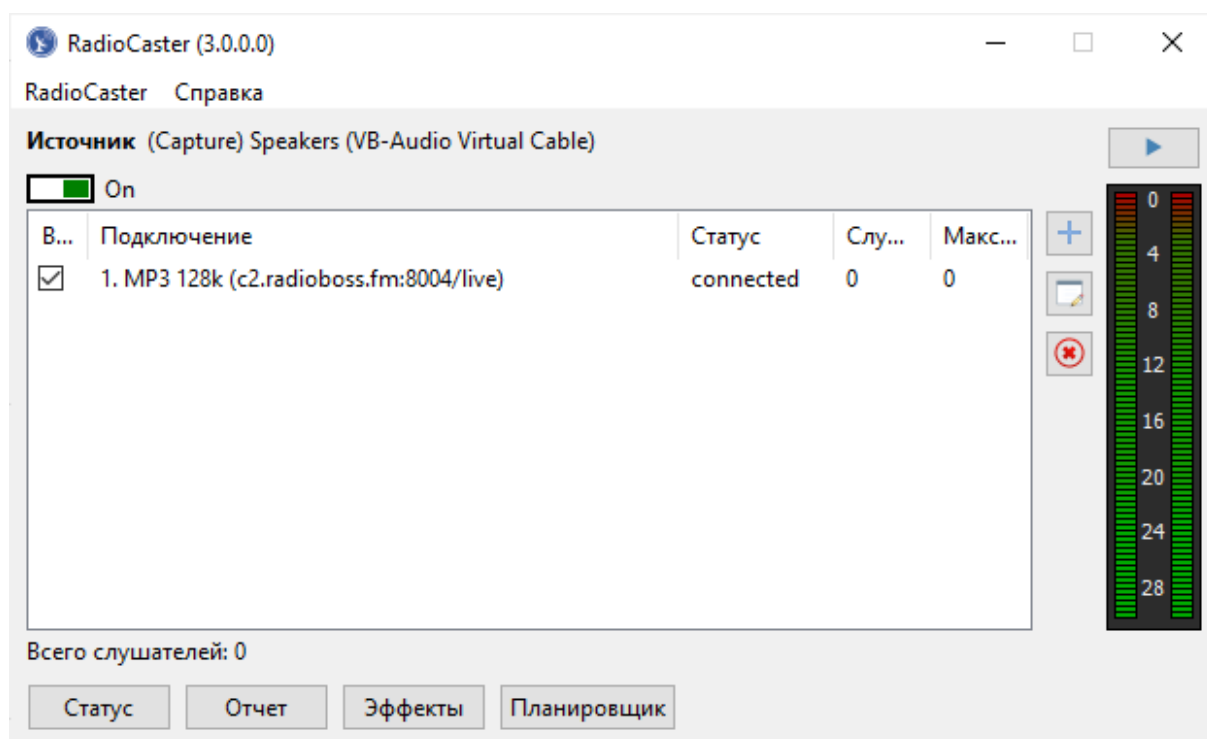 RadioCaster (3.0.0.0)
RadioCaster Справка
Источник (Capture) Speakers (VB-Audio Virtual Cable)
On
В... Подключение Статус Слу... Макс...
1. MP3 128k (c2.radioboss.fm:8004/live) connected 0 0
0
4
8
12
16
20
24
28
Всего слушателей: 0
Статус Отчет Эффекты Планировщик